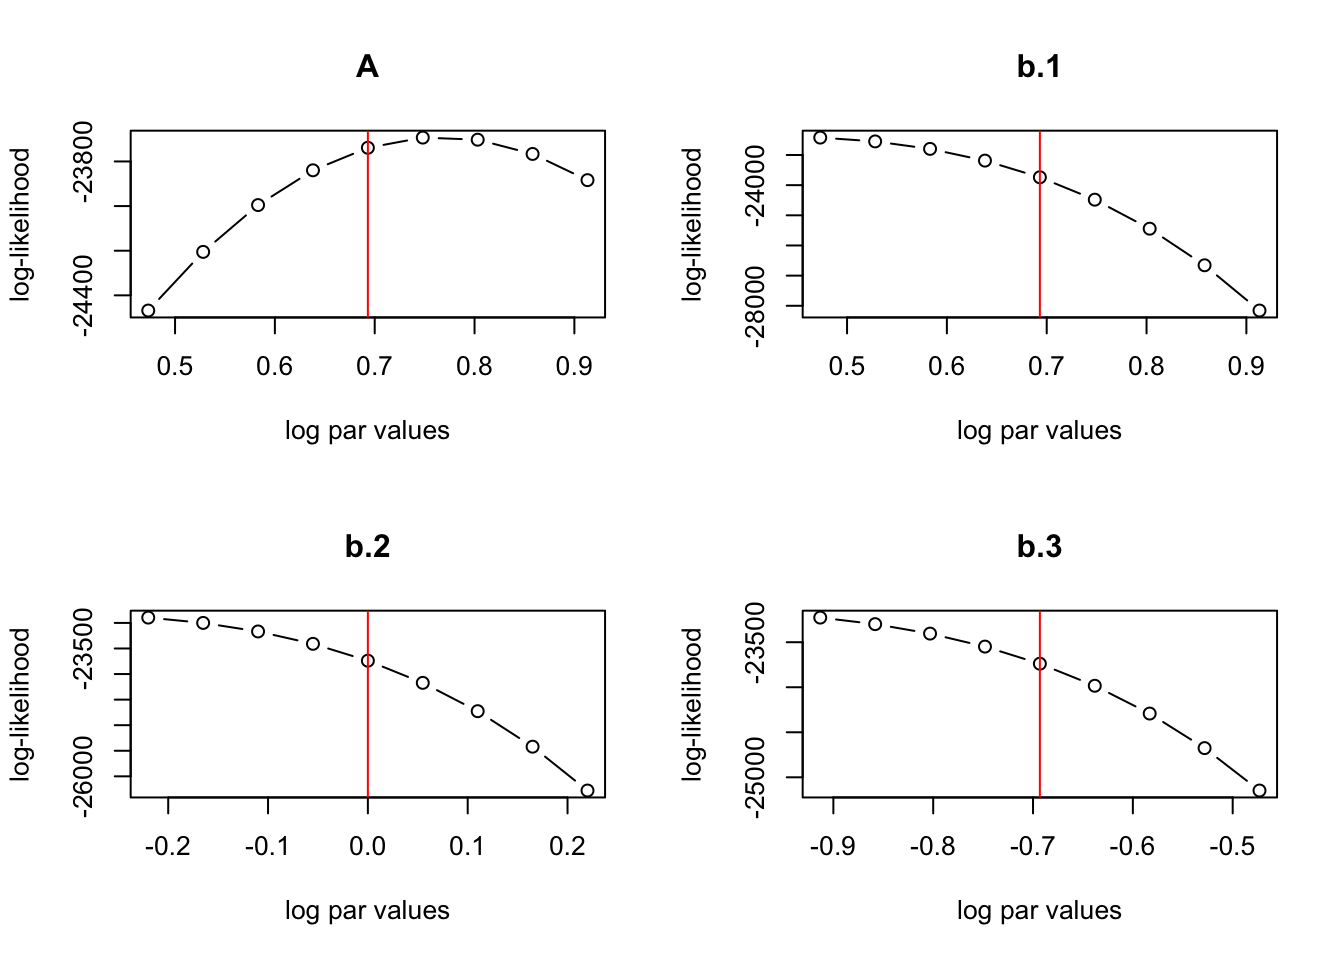 A
log-likelihood
-23800
-24400
0.5 0.6 0.7 0.8 0.9
log par values
b.1
log-likelihood
-24000
-28000
0.5 0.6 0.7 0.8 0.9
log par values
b.2
log-likelihood
-23500
-26000
-0.2 -0.1 0.0 0.1 0.2
log par values
b.3
log-likelihood
-23500
-25000
-0.9 -0.8 -0.7 -0.6 -0.5
log par values